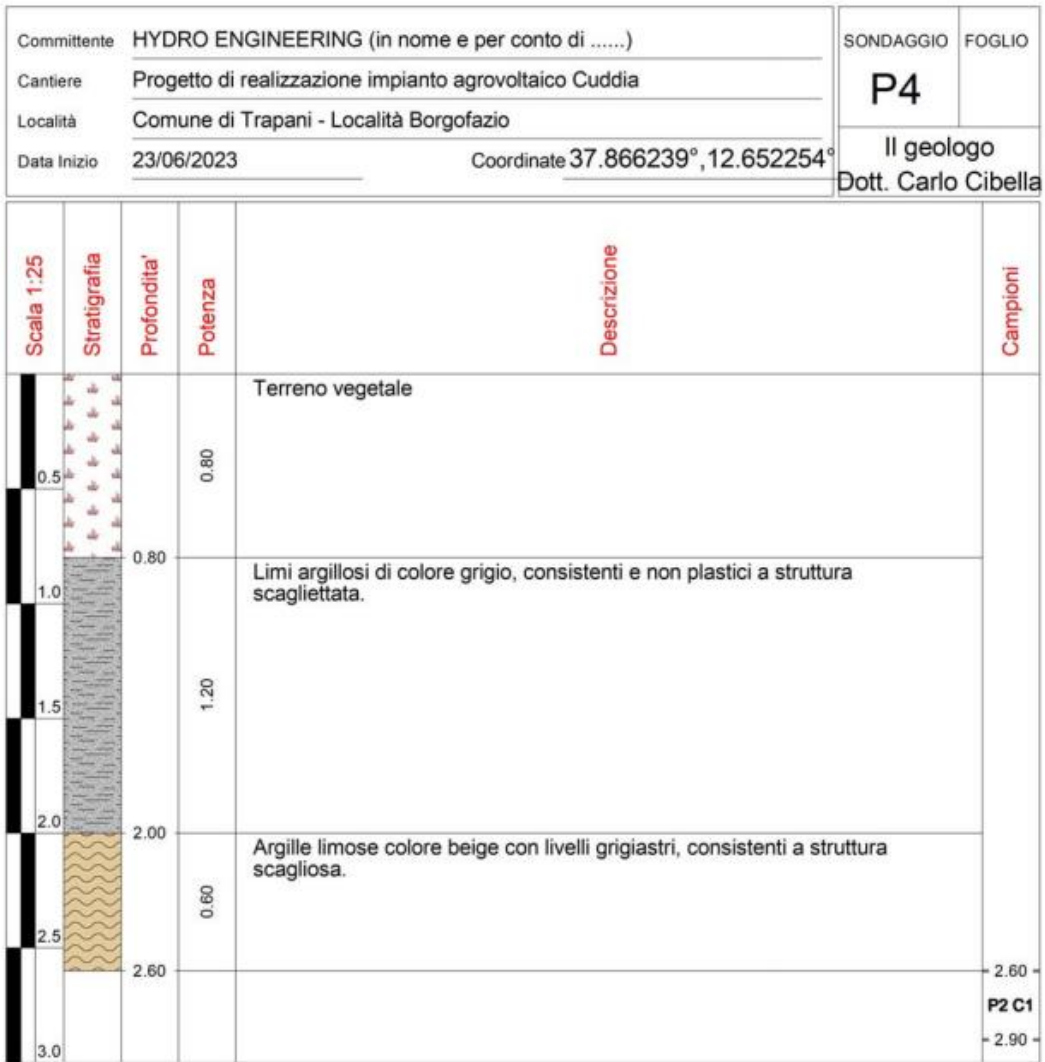 Committente HYDRO ENGINEERING (in nome e per conto di ......)
Cantiere Progetto di realizzazione impianto agrovoltaico Cuddia
Località Comune di Trapani - Località Borgofazio
Data Inizio 23/06/2023 Coordinate 37.866239°,12.652254°
SONDAGGIO FOGLIO
P4
Il geologo
Dott. Carlo Cibella
Scala 1:25 Stratigrafia Profondita' Potenza Descrizione Campioni
Terreno vegetale
0.80
0.5
0.80
Limi argillosi di colore grigio, consistenti e non plastici a struttura
scagliettata.
1.0
1.20
1.5
2.0
2.00
Argille limose colore beige con livelli grigiastri, consistenti a struttura
scagliosa.
0.60
2.5
2.60 2.60
P2 C1
2.90
3.0